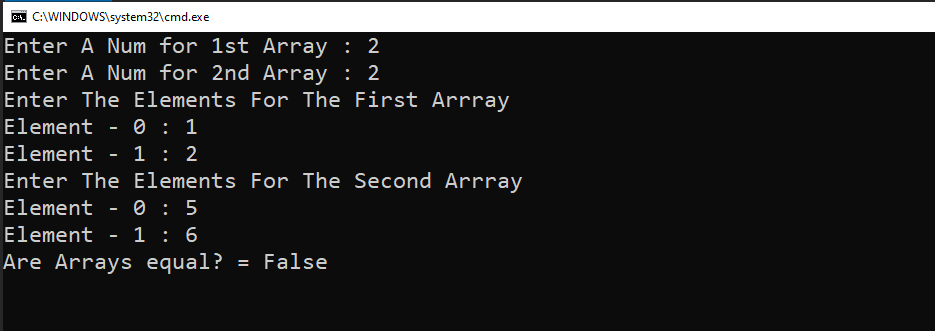 C:\WINDOWS\system32\cmd.exe
Enter A Num for 1st Array : 2
Enter A Num for 2nd Array : 2
Enter The Elements For The First Arrray
Element - 0 : 1
Element - 1 : 2
Enter The Elements For The Second Arrray
Element - 0 : 5
Element - 1 : 6
Are Arrays equal? = False